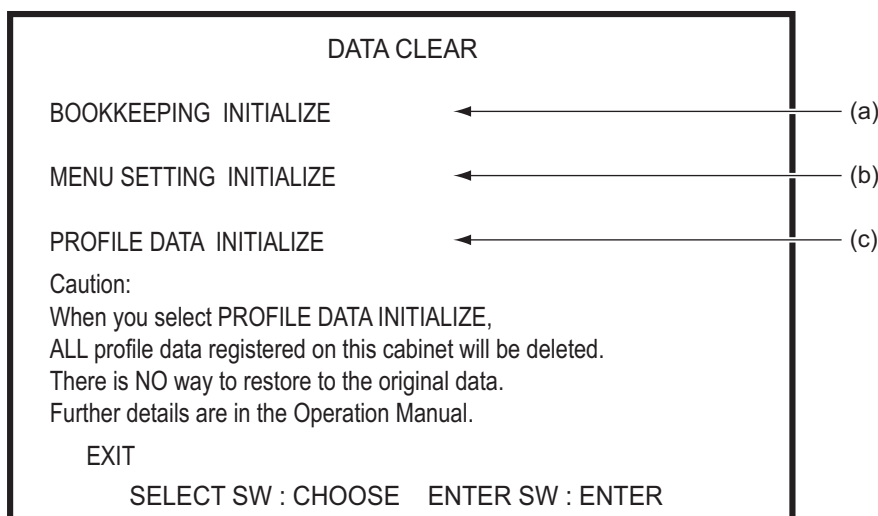 DATA CLEAR
BOOKKEEPING INITIALIZE (a)
MENU SETTING INITIALIZE (b)
PROFILE DATA INITIALIZE (c)
Caution:
When you select PROFILE DATA INITIALIZE,
ALL profile data registered on this cabinet will be deleted.
There is NO way to restore to the original data.
Further details are in the Operation Manual.
EXIT
SELECT SW : CHOOSE ENTER SW : ENTER